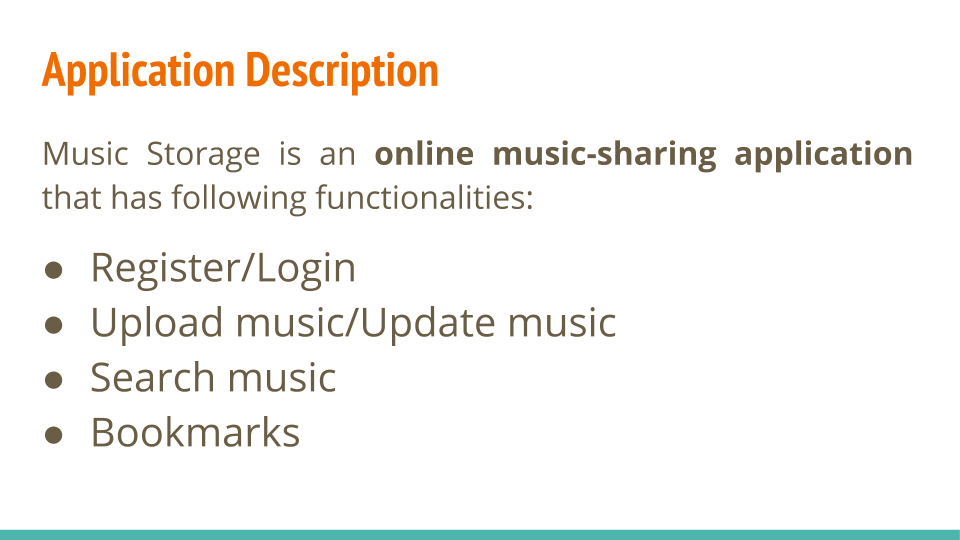 Application Description
Music Storage is an online music-sharing application
that has following functionalities:
● Register/Login
● Upload music/Update music
● Search music
● Bookmarks